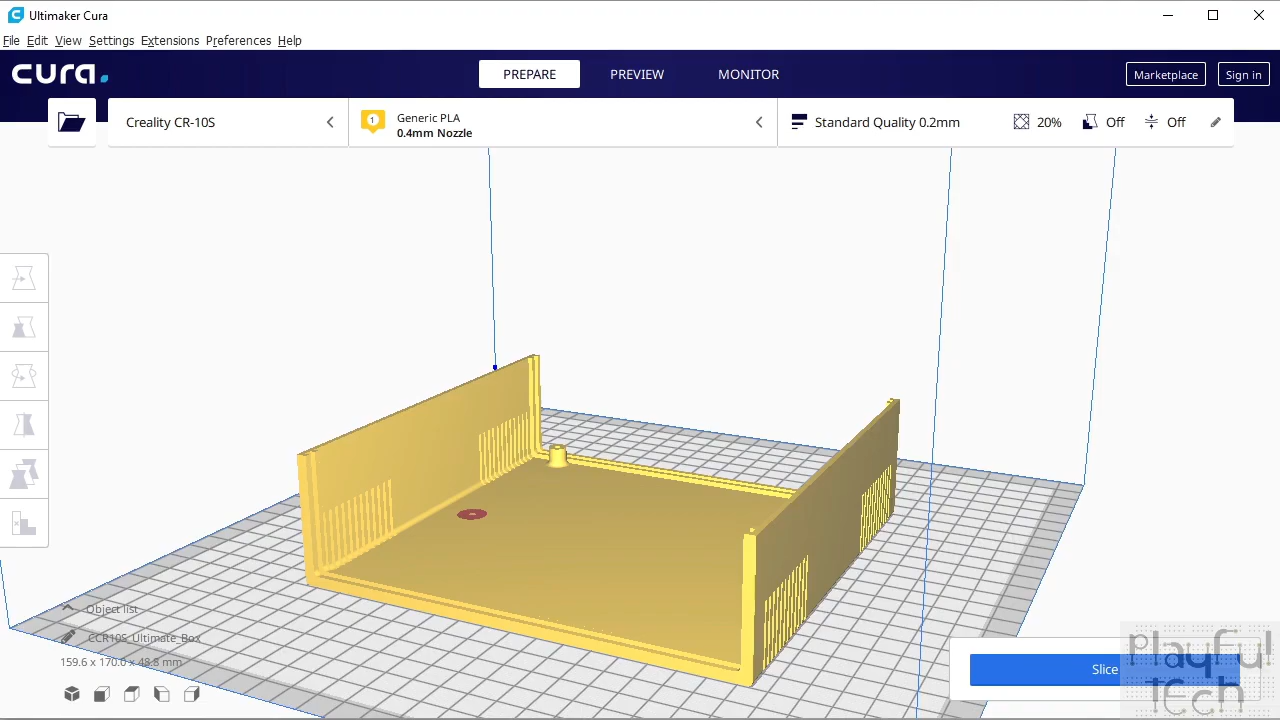 Ultimaker Cura
File Edit View Settings Extensions Preferences Help
cura.
PREPARE PREVIEW MONITOR
Marketplace Sign in
Creality CR-10S
1 Generic PLA
0.4mm Nozzle
Standard Quality 0.2mm 20% Off Off
Object list
CCR10S_Ultimate_Box
159.6 x 170.0 x 48.8 mm
Slice
playful
tech